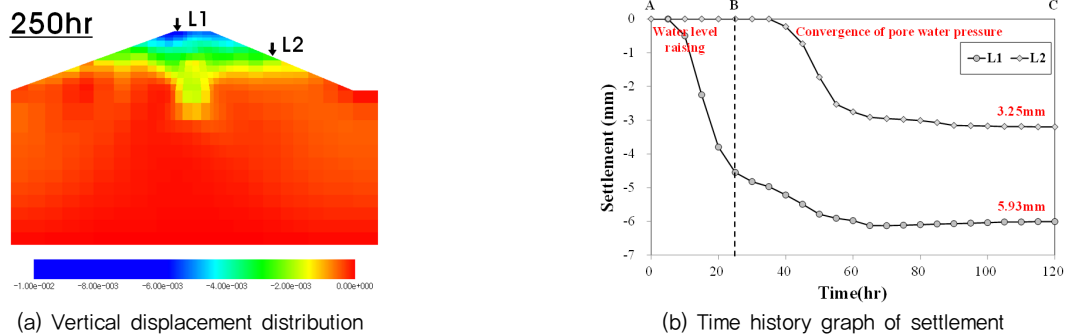 250hr
L1
L2
-1.00e-002 -8.00e-003 -6.00e-003 -4.00e-003 -2.00e-003 0.00e+000
(a) Vertical displacement distribution
A B C
0
-1
-2
-3
-4
-5
-6
-7
Settlement (mm)
Water level
raising
Convergence of pore water pressure
L1 L2
3.25mm
5.93mm
0 20 40 60 80 100 120
Time(hr)
(b) Time history graph of settlement